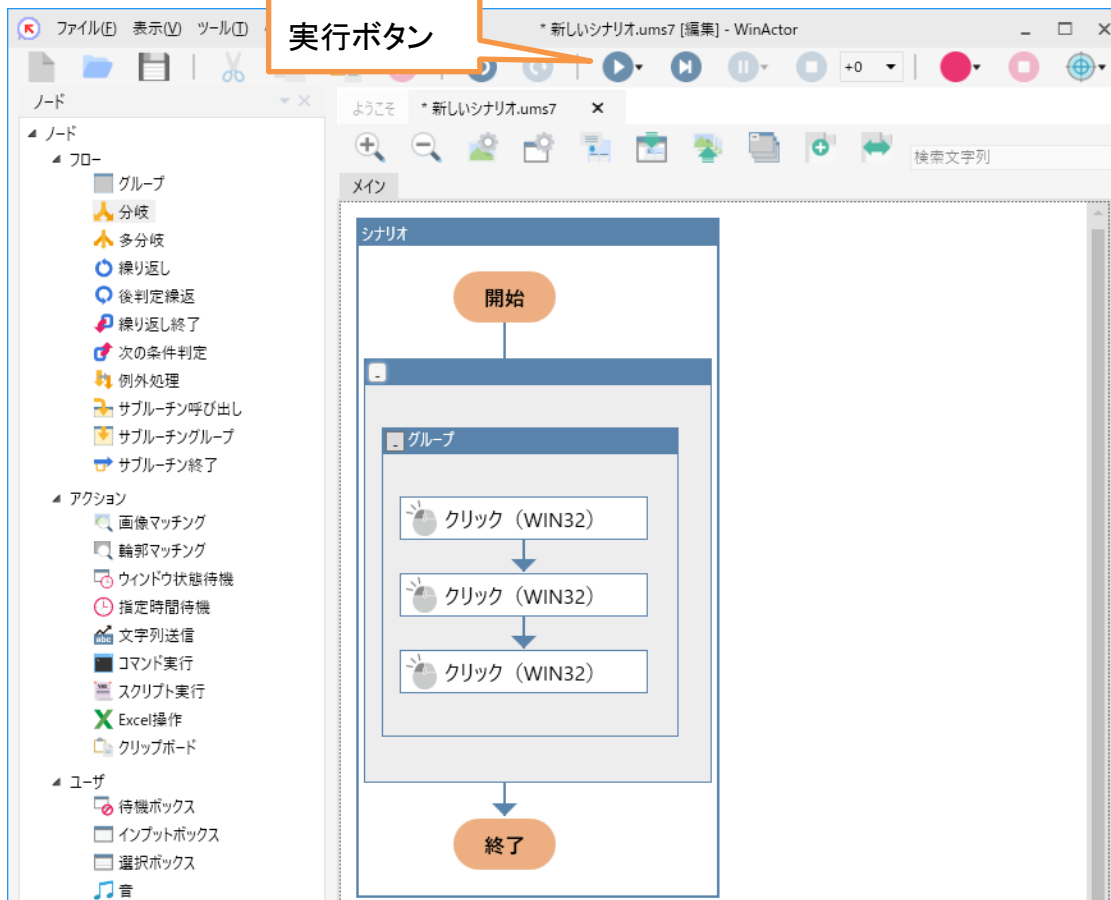 ファイル(F) 表示(V) ツール(T)
実行ボタン
* 新しいシナリオ.ums7 [編集] - WinActor
+0
ノード
ようこそ * 新しいシナリオ.ums7
ノード
フロー
グループ
分岐
多分岐
繰り返し
後判定繰返
繰り返し終了
次の条件判定
例外処理
サブルーチン呼び出し
サブルーチングループ
サブルーチン終了
アクション
画像マッチング
輪郭マッチング
ウィンドウ状態待機
指定時間待機
文字列送信
コマンド実行
スクリプト実行
Excel操作
クリップボード
ユーザ
待機ボックス
インプットボックス
選択ボックス
音
検索文字列
メイン
シナリオ
開始
グループ
クリック（WIN32）
クリック（WIN32）
クリック（WIN32）
終了